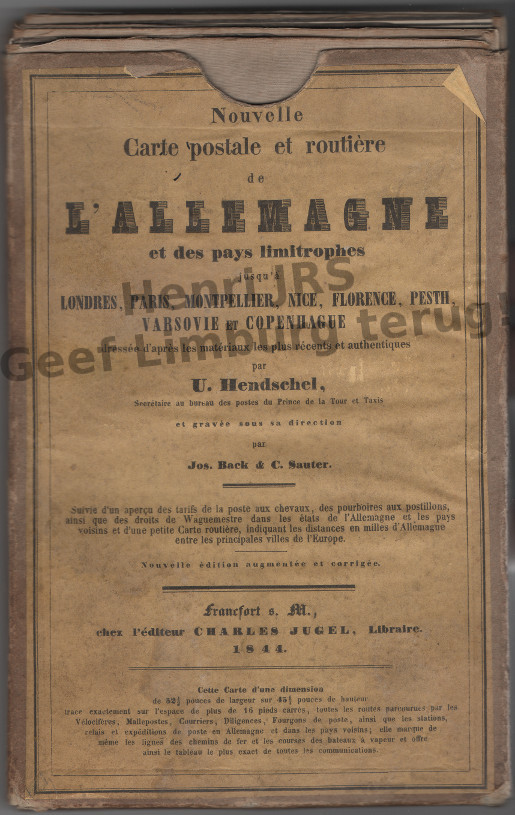 Nouvelle
Carte postale et routière
de
L'ALLEMAGNE
et des pays limitrophes
jusqu'à
LONDRES, PARIS, MONTPELLIER, NICE, FLORENCE, PESTH,
VARSOVIE ET COPENHAGUE
dressée d'après les matériaux les plus récents et authentiques
par
U. Hendschel,
Secrétaire au bureau des postes du Prince de la Tour et Taxis
et gravée sous sa direction
par
Jos. Back & C. Sauter.
Suivie d'un aperçu des tarifs de la poste aux chevaux, des pourboires aux postillons,
ainsi que des droits de Waguemestre dans les états de l'Allemagne et les pays
voisins et d'une petite Carte routière, indiquant les distances en milles d'Allemagne
entre les principales villes de l'Europe.
Nouvelle édition augmentée et corrigée.
Francfort s. M.,
chez l'éditeur CHARLES JUGEL, Libraire.
1844.
Cette Carte d'une dimension
de 52½ pouces de largeur sur 45½ pouces de hauteur
trace exactement sur l'espace de plus de 16 pieds carrés, toutes les routes parcourues par les
Vélocifères, Mallepostes, Courriers, Diligences, Fourgons de poste, ainsi que les stations,
relais et expéditions de poste en Allemagne et dans les pays voisins; elle marque de
même les lignes des chemins de fer et les courses des bateaux à vapeur et offre
ainsi le tableau le plus exact de toutes les communications.
Henri JRS
Geef Limburg terug!